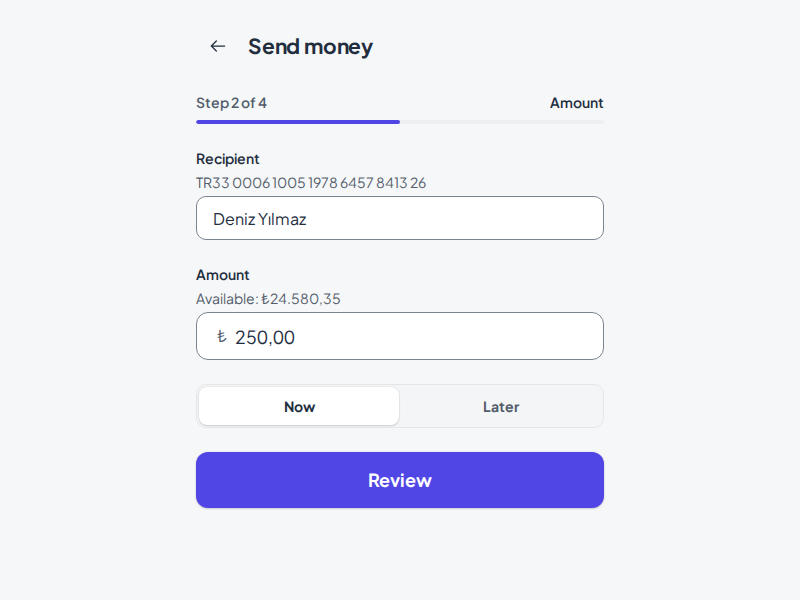 Send money
Step 2 of 4
Amount
Recipient
TR33 0006 1005 1978 6457 8413 26
Deniz Yılmaz
Amount
Available: ₺24.580,35
₺ 250,00
Now
Later
Review